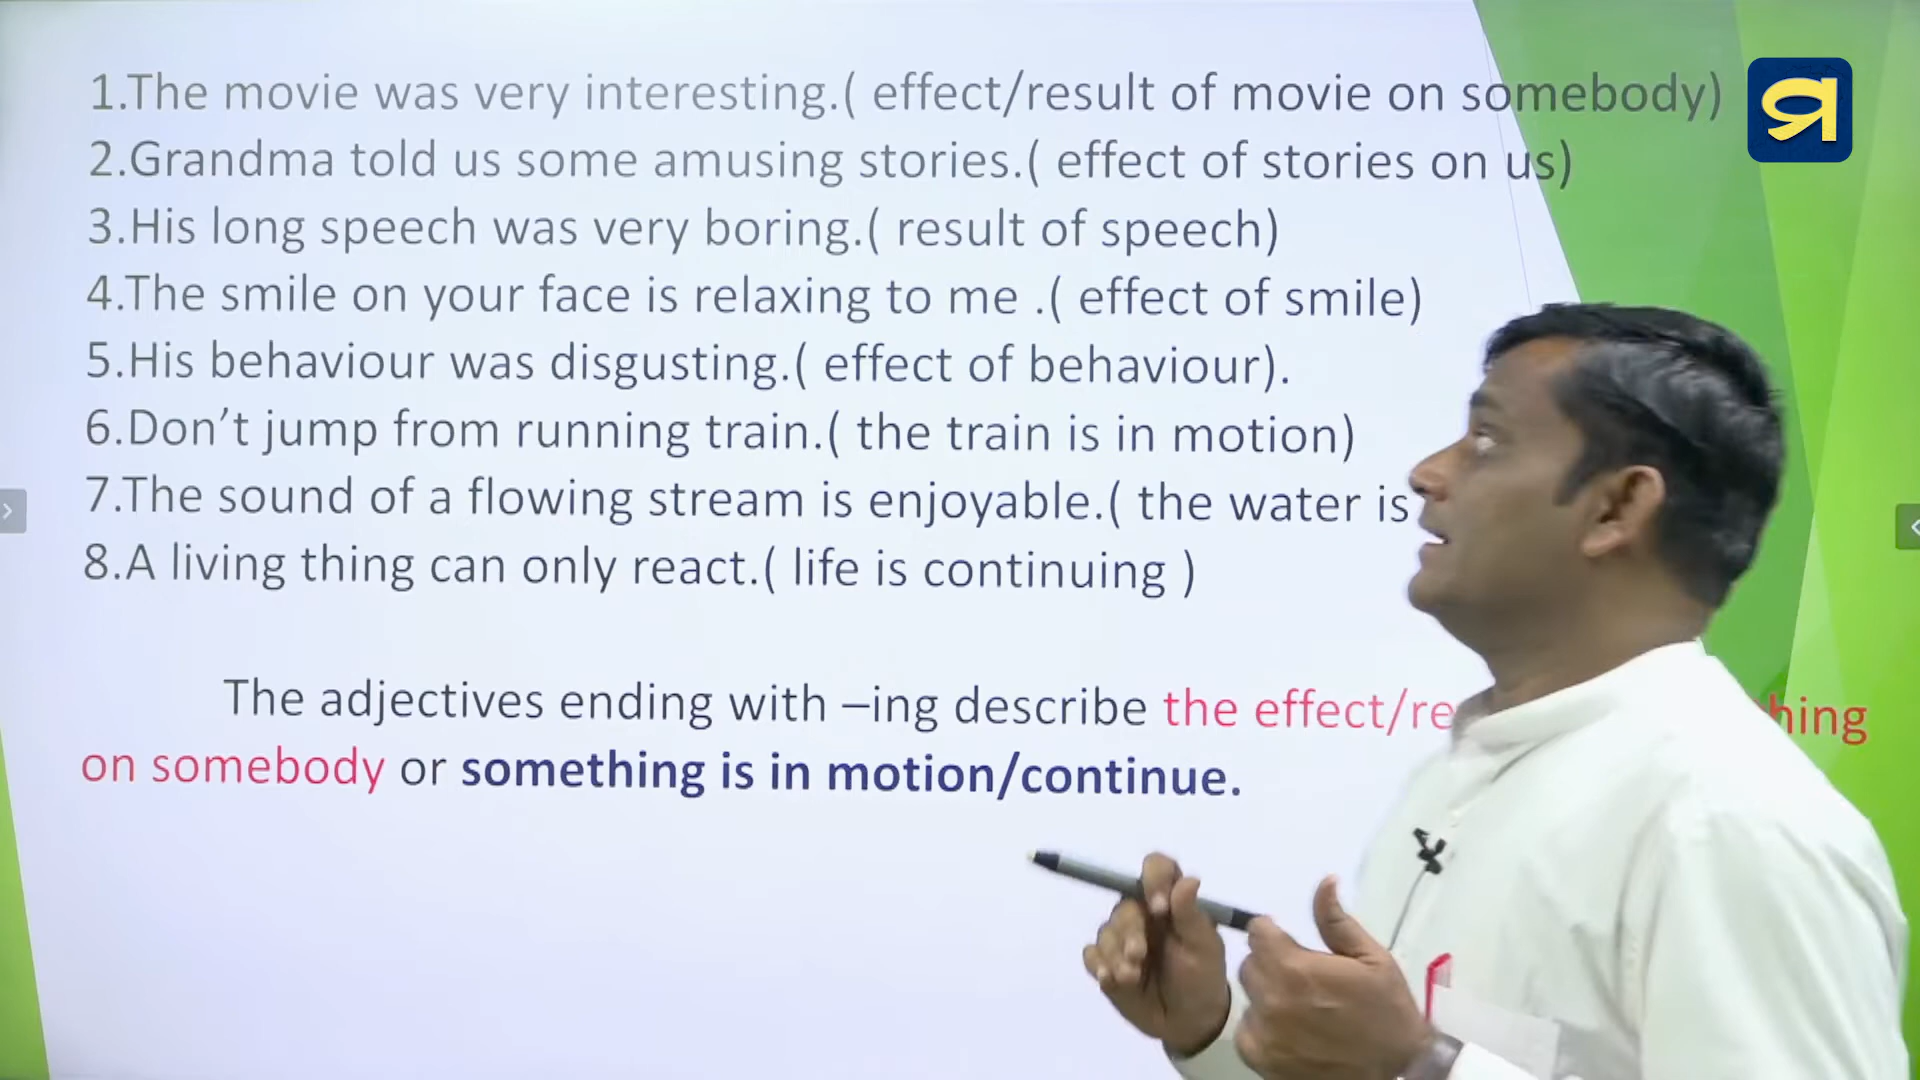 1.The movie was very interesting.( effect/result of movie on somebody)
2.Grandma told us some amusing stories.( effect of stories on us)
3.His long speech was very boring.( result of speech)
4.The smile on your face is relaxing to me .( effect of smile)
5.His behaviour was disgusting.( effect of behaviour).
6.Don’t jump from running train.( the train is in motion)
7.The sound of a flowing stream is enjoyable.( the water is
8.A living thing can only react.( life is continuing )
The adjectives ending with –ing describe the
on somebody or something is in motion/continue.